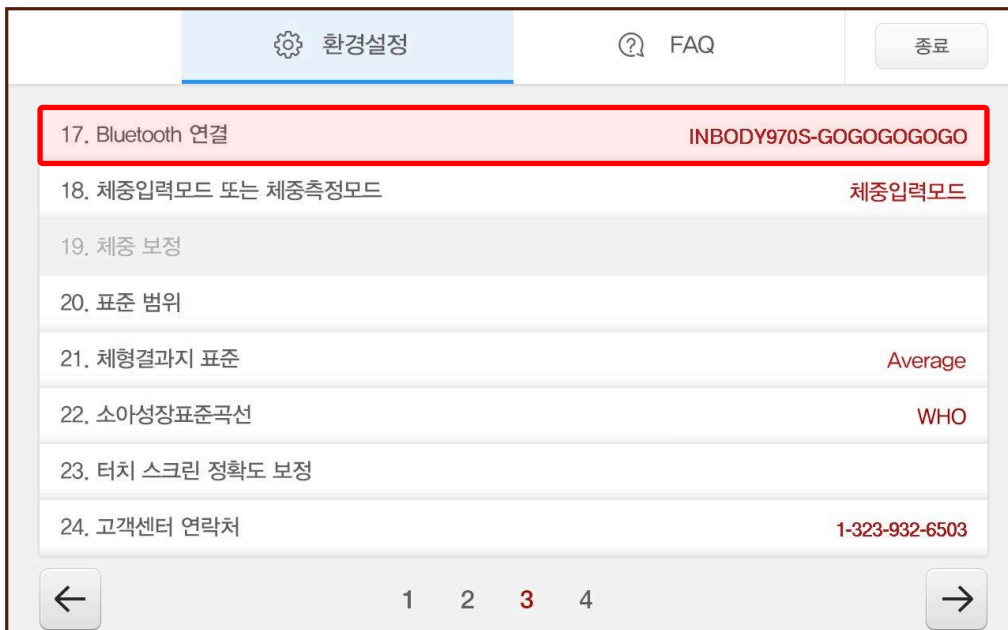 환경설정 FAQ 종료
17. Bluetooth 연결 INBODY970S-GOGOGOGOGO
18. 체중입력모드 또는 체중측정모드 체중입력모드
19. 체중 보정
20. 표준 범위
21. 체형결과지 표준 Average
22. 소아성장표준곡선 WHO
23. 터치 스크린 정확도 보정
24. 고객센터 연락처 1-323-932-6503
1 2 3 4